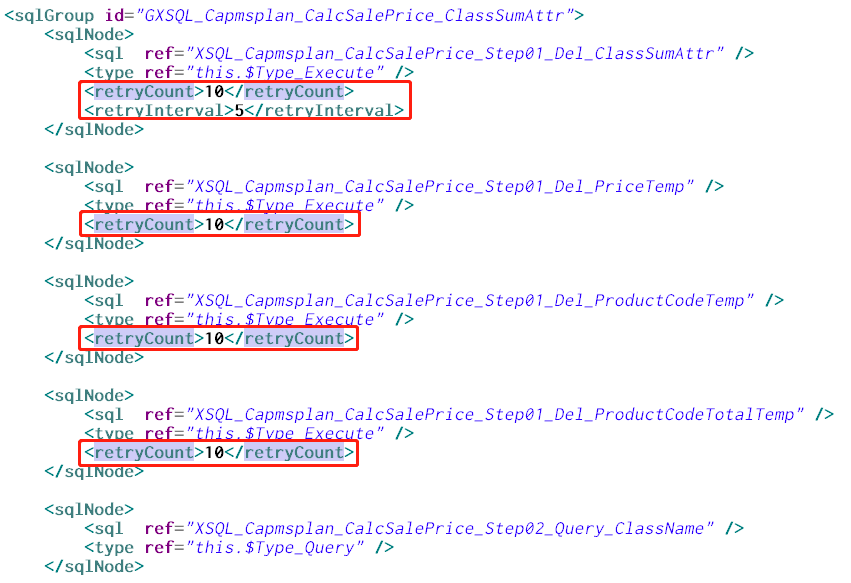 <sqlGroup id="GXSQL_Capmsplan_CalcSalePrice_ClassSumAttr">
<sqlNode>
<sql ref="XSQL_Capmsplan_CalcSalePrice_Step01_Del_ClassSumAttr" />
<type ref="this.$Type_Execute" />
<retryCount>10</retryCount>
<retryInterval>5</retryInterval>
</sqlNode>
<sqlNode>
<sql ref="XSQL_Capmsplan_CalcSalePrice_Step01_Del_PriceTemp" />
<type ref="this.$Type_Execute" />
<retryCount>10</retryCount>
</sqlNode>
<sqlNode>
<sql ref="XSQL_Capmsplan_CalcSalePrice_Step01_Del_ProductCodeTemp" />
<type ref="this.$Type_Execute" />
<retryCount>10</retryCount>
</sqlNode>
<sqlNode>
<sql ref="XSQL_Capmsplan_CalcSalePrice_Step01_Del_ProductCodeTotalTemp" />
<type ref="this.$Type_Execute" />
<retryCount>10</retryCount>
</sqlNode>
<sqlNode>
<sql ref="XSQL_Capmsplan_CalcSalePrice_Step02_Query_ClassName" />
<type ref="this.$Type_Query" />
</sqlNode>